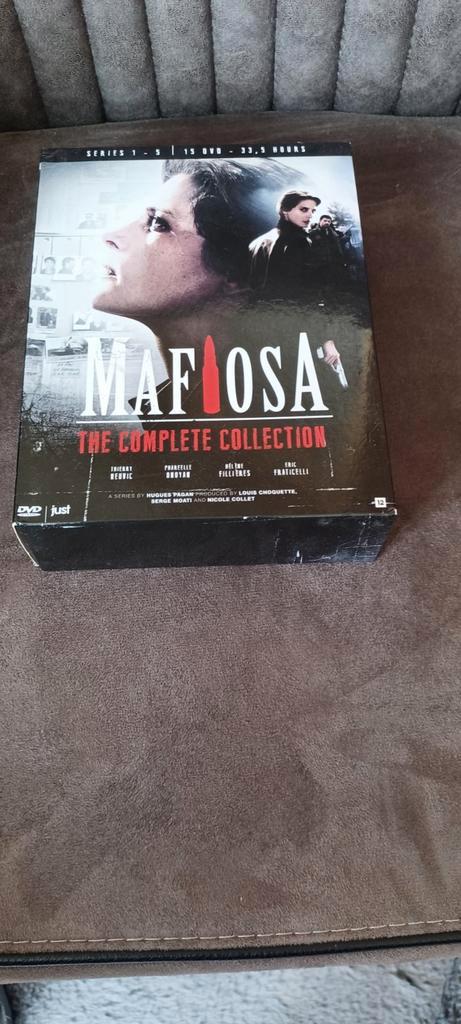 SERIES 1 - 5 | 15 DVD - 33,5 HOURS
MAFIOSA
THE COMPLETE COLLECTION
THIERRY NEUVIC
PHAREELLE ONOYAN
HÉLÈNE FILLIÈRES
ERIC FRATICELLI
A SERIES BY HUGUES PAGAN PRODUCED BY LOUIS CHOQUETTE,
SERGE MOATI AND NICOLE COLLET
DVD just
12